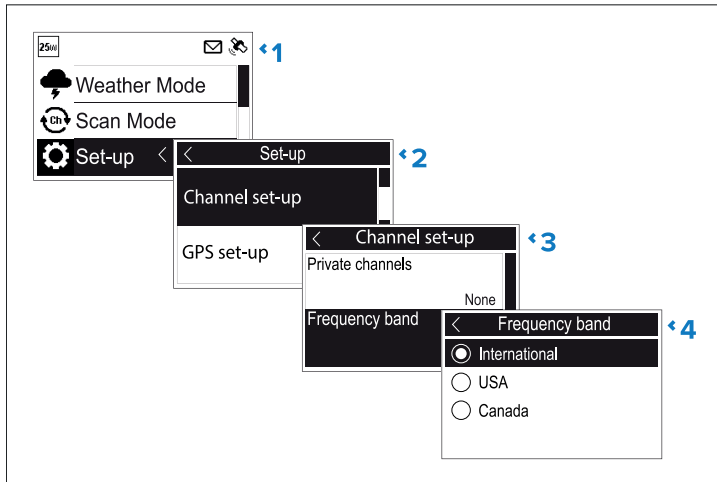 25W
1
Weather Mode
Ch
Scan Mode
Set-up <
< Set-up
2
Channel set-up
GPS set-up
< Channel set-up
3
Private channels
None
Frequency band
< Frequency band
4
International
USA
Canada